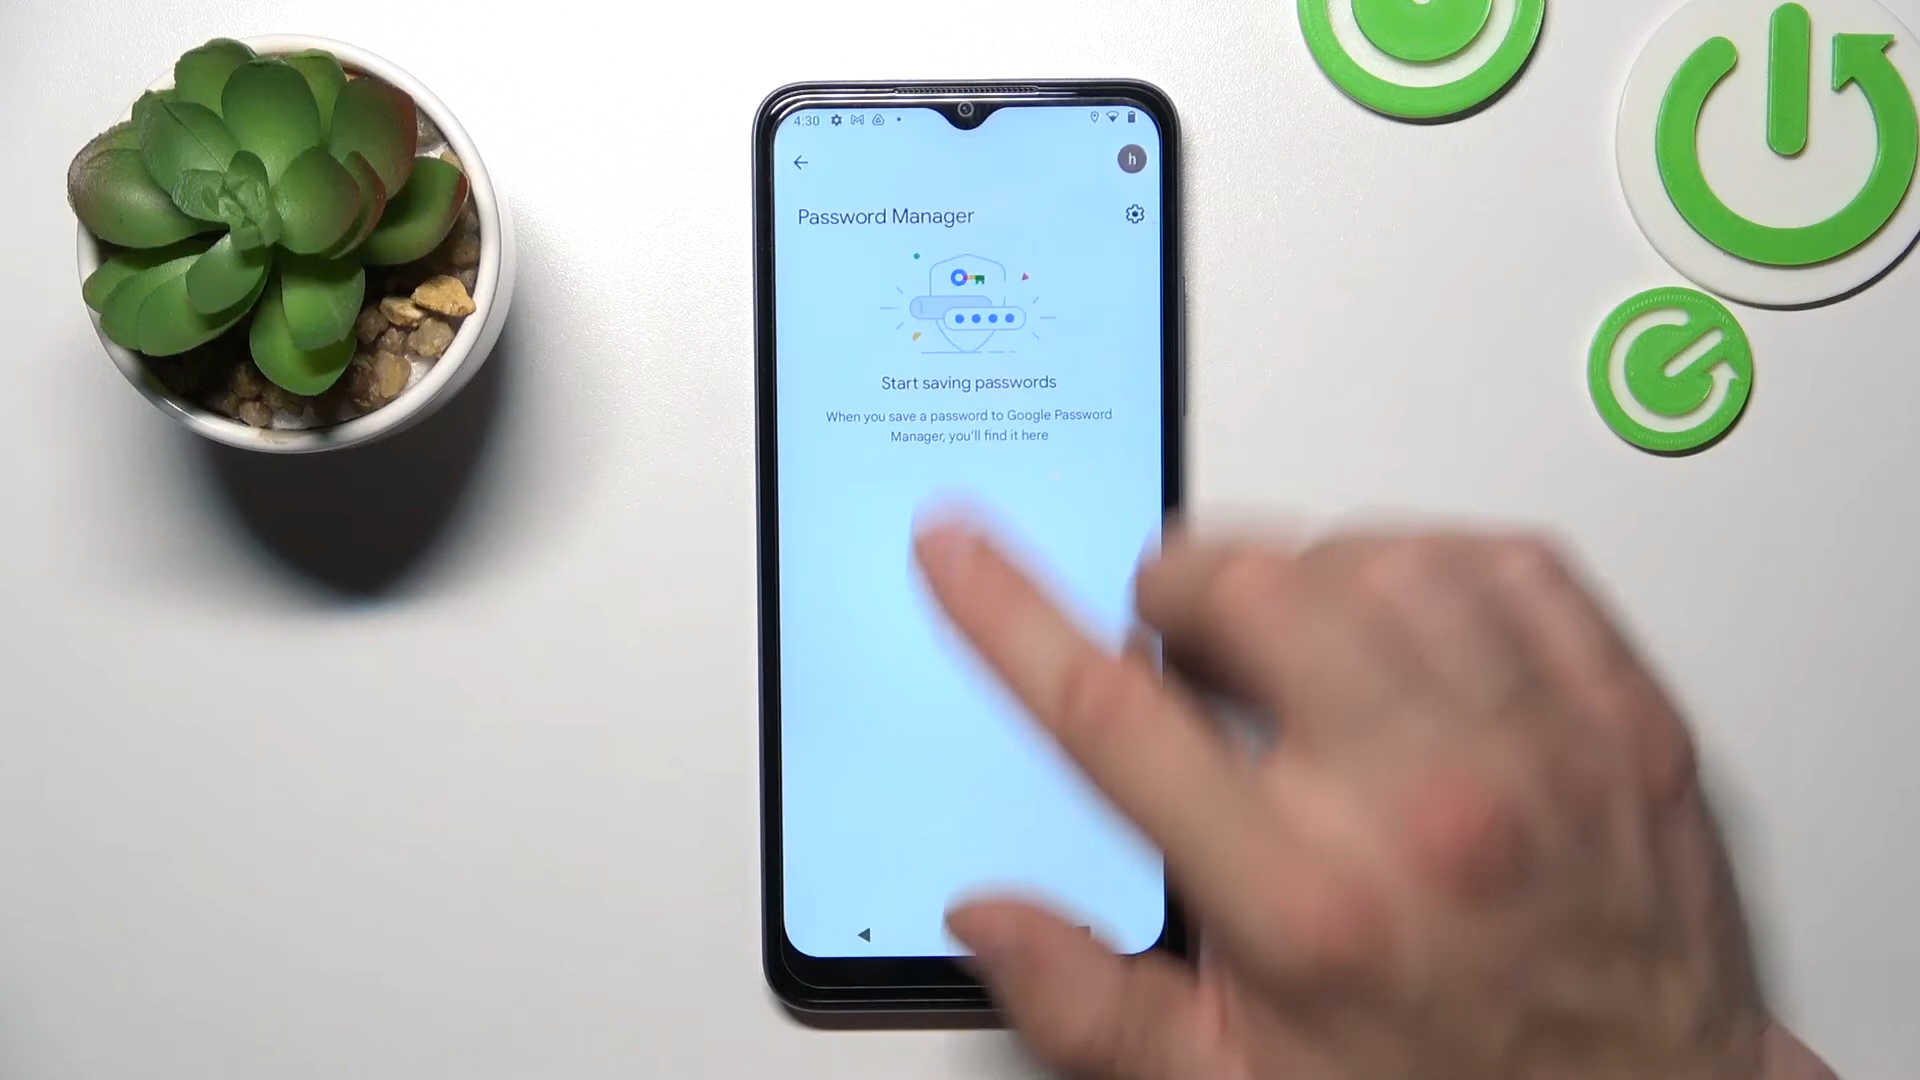 4:30
h
Password Manager
Start saving passwords
When you save a password to Google Password
Manager, you'll find it here